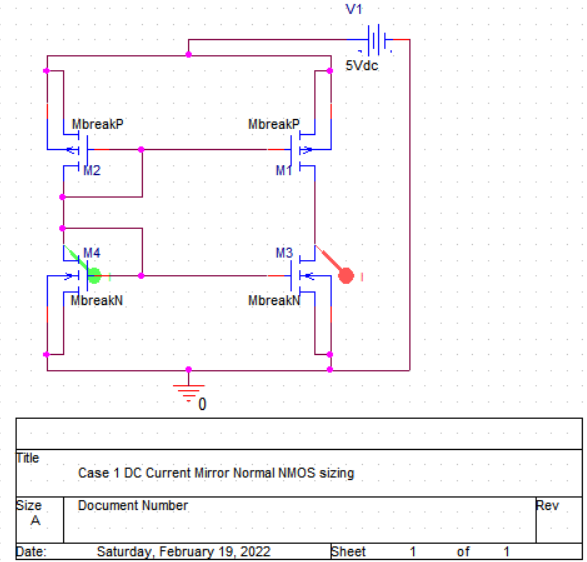 V1
5Vdc
MbreakP
MbreakP
M2
M1
M4
M3
I
I
MbreakN
MbreakN
0
Title
Case 1 DC Current Mirror Normal NMOS sizing
Size
Document Number
Rev
A
Date:
Saturday, February 19, 2022
Sheet 1 of 1